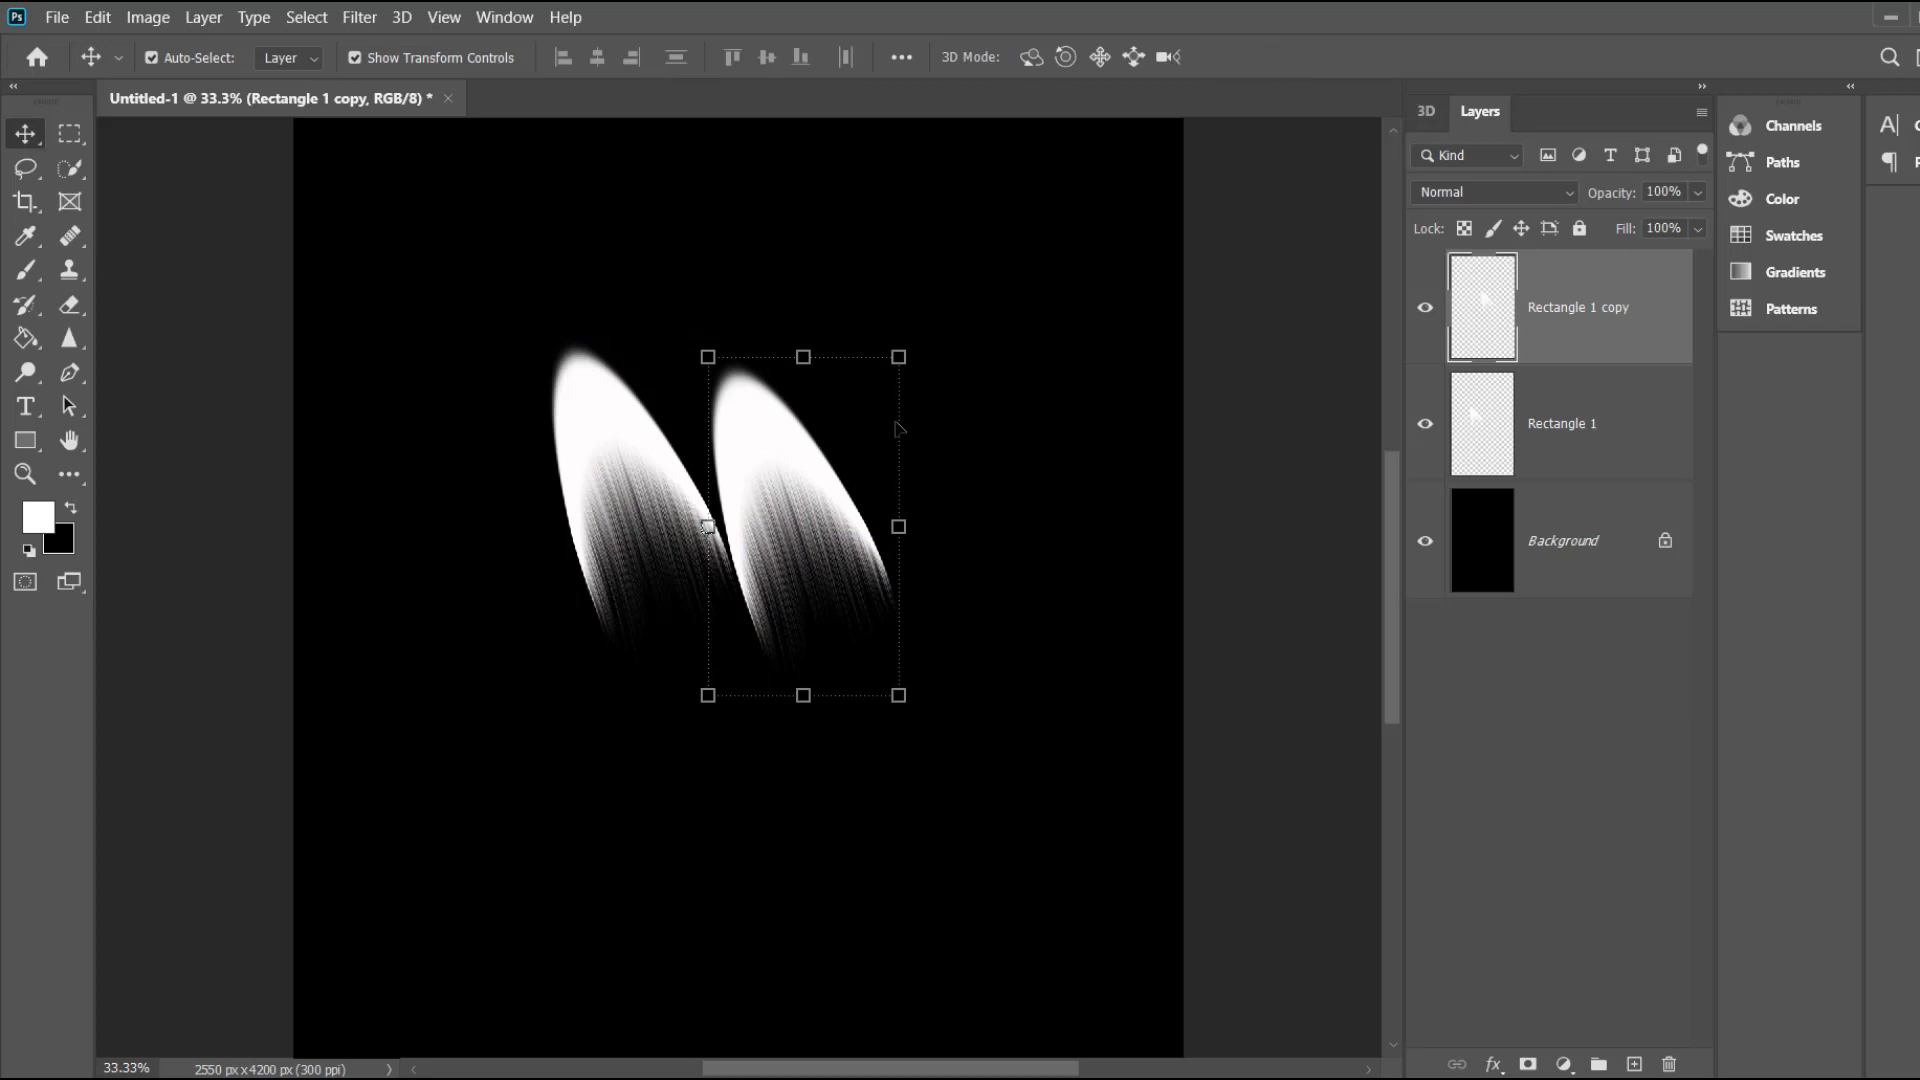 Ps File Edit Image Layer Type Select Filter 3D View Window Help
Auto-Select: Layer Show Transform Controls 3D Mode:
Untitled-1 @ 33.3% (Rectangle 1 copy, RGB/8) * ×
3D Layers
Kind
Normal Opacity: 100%
Lock: Fill: 100%
Rectangle 1 copy
Rectangle 1
Background
Channels
Paths
Color
Swatches
Gradients
Patterns
33.33% 2550 px x 4200 px (300 ppi)